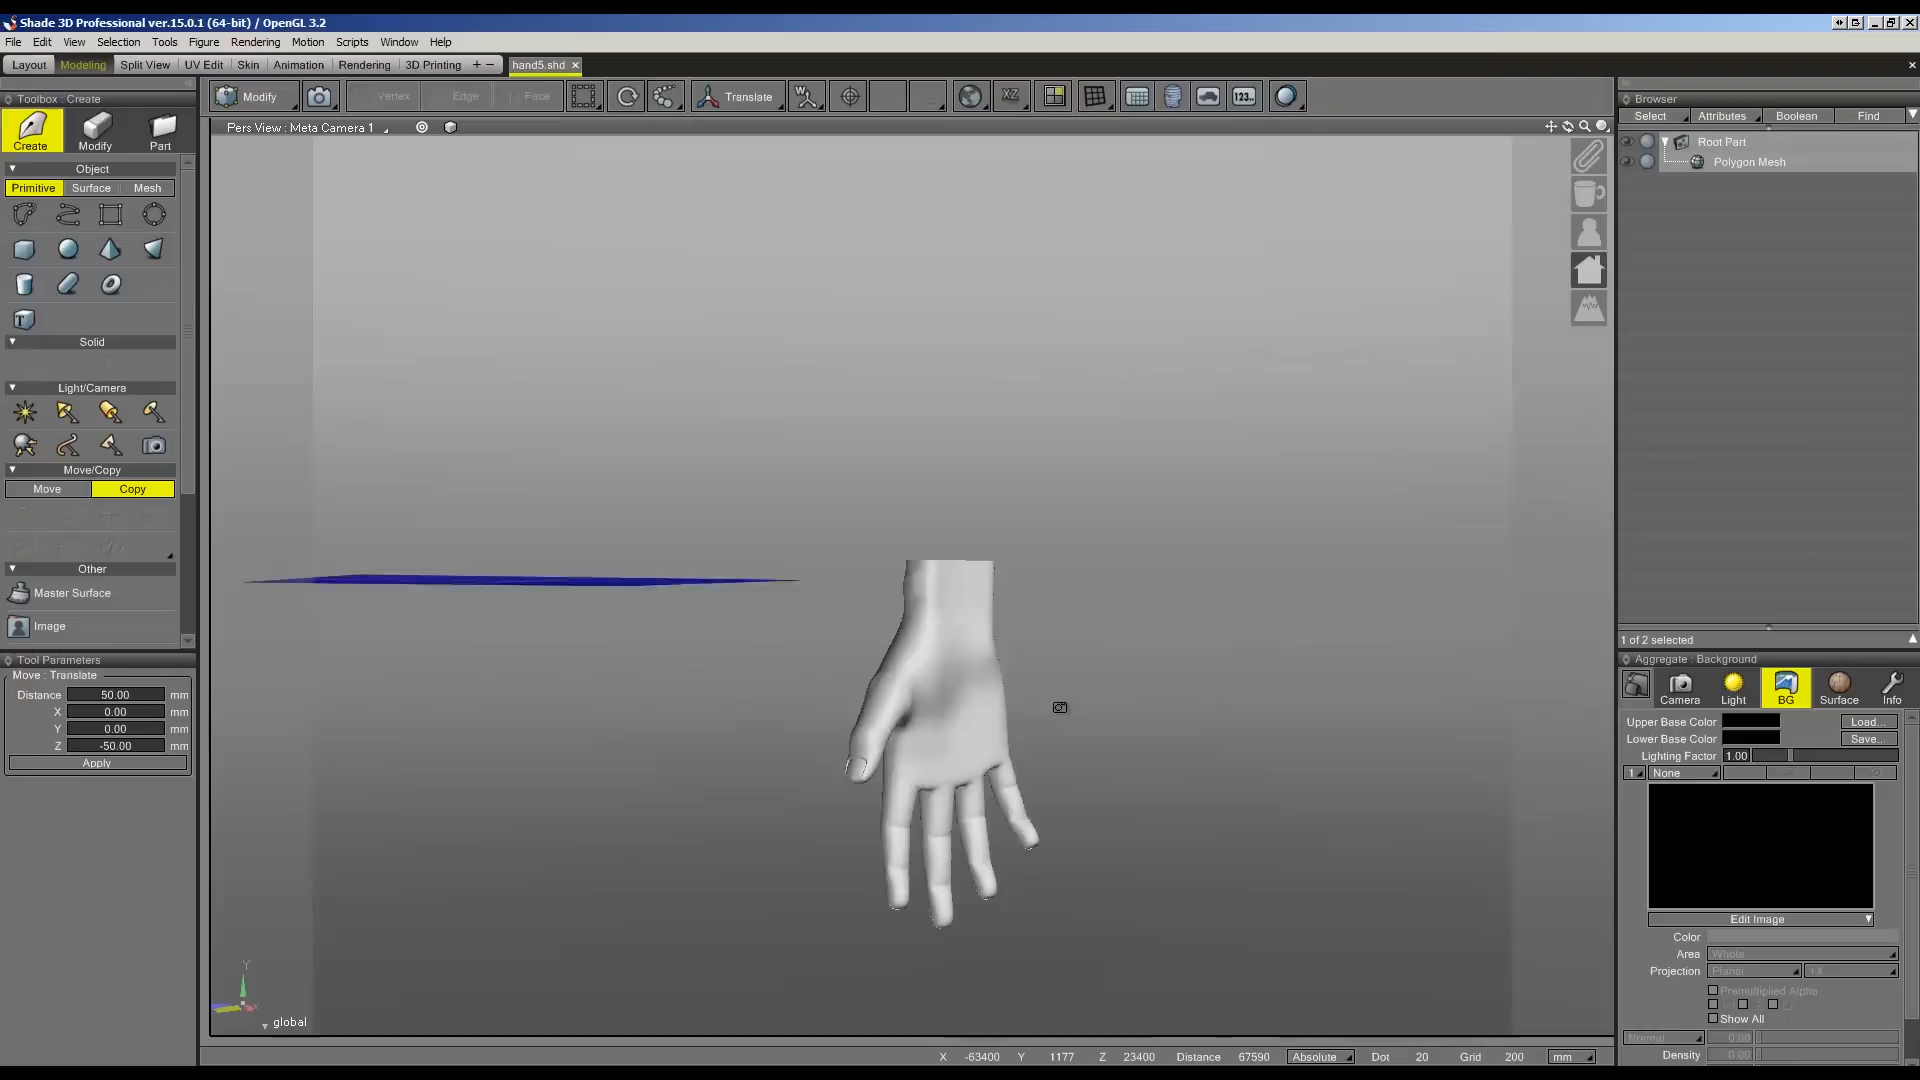 Shade 3D Professional ver.15.0.1 (64-bit) / OpenGL 3.2
File Edit View Selection Tools Figure Rendering Motion Scripts Window Help
Layout Modeling Split View UV Edit Skin Animation Rendering 3D Printing + − hand5.shd ×
Toolbox: Create
Create Modify Part
Object
Primitive Surface Mesh
Solid
Light/Camera
Move/Copy
Move Copy
Other
Master Surface
Image
Tool Parameters
Move : Translate
Distance 50.00 mm
X 0.00 mm
Y 0.00 mm
Z -50.00 mm
Apply
Modify Vertex Edge Face Translate W XZ 123..
Pers View : Meta Camera 1
Y
global
X -63400 Y 1177 Z 23400 Distance 67590 Absolute Dot 20 Grid 200 mm
Browser
Select Attributes Boolean Find
Root Part
Polygon Mesh
1 of 2 selected
Aggregate : Background
Camera Light BG Surface Info
Upper Base Color Load...
Lower Base Color Save...
Lighting Factor 1.00
1 None
Edit Image
Color
Area Whole
Projection Planar
Premultiplied Alpha
Show All
Normal 0.00
Density 0.00